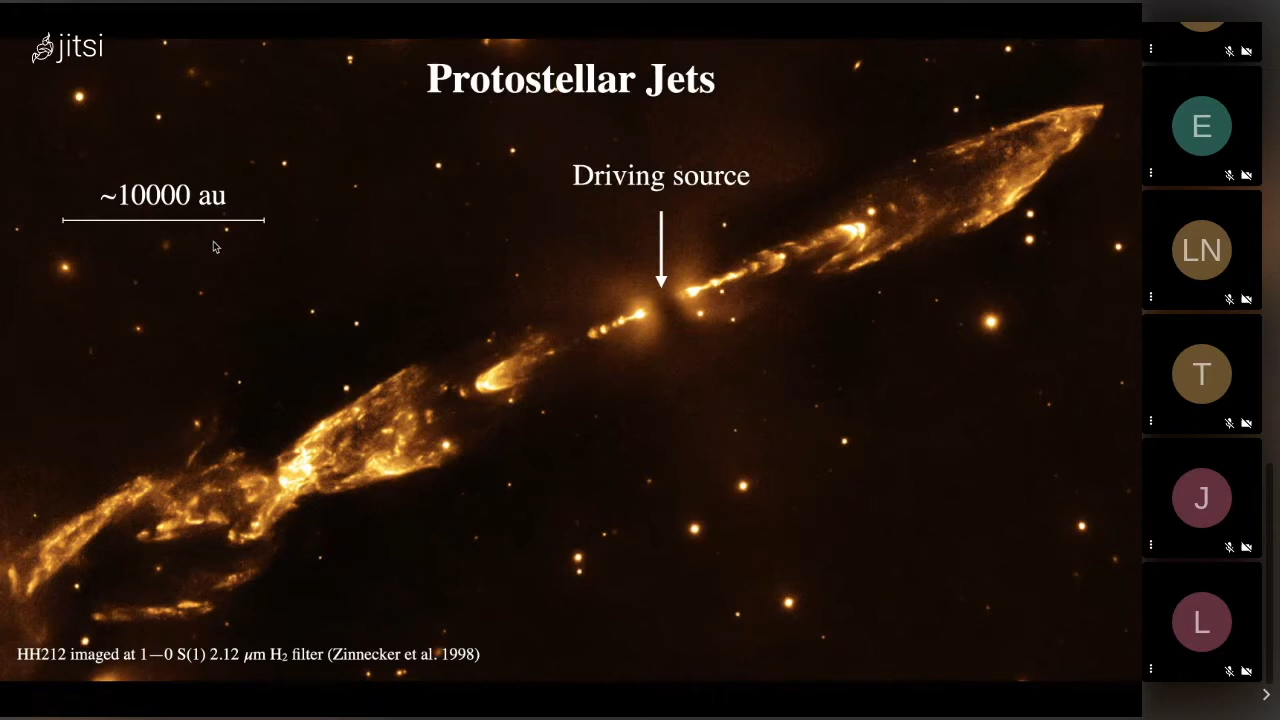 jitsi
Protostellar Jets
Driving source
~10000 au
HH212 imaged at 1—0 S(1) 2.12 μm H₂ filter (Zinnecker et al. 1998)
E
LN
T
J
L